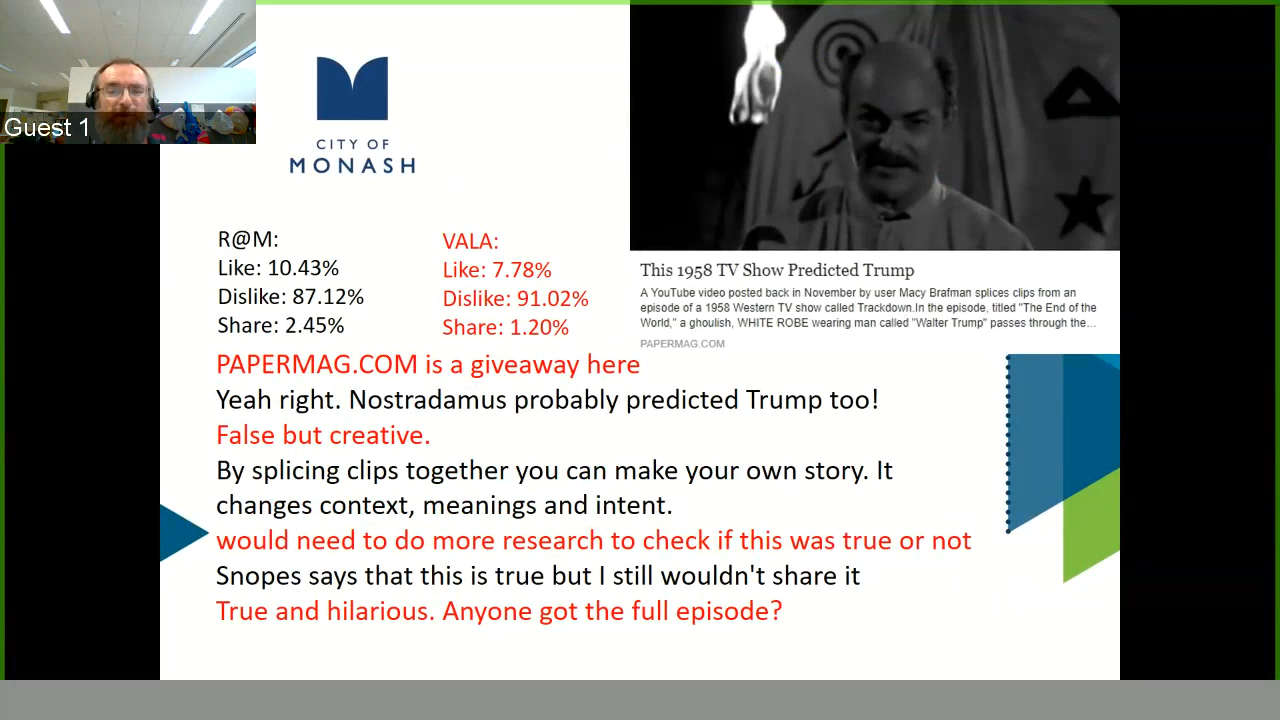 Guest 1
CITY OF
MONASH
R@M:
Like: 10.43%
Dislike: 87.12%
Share: 2.45%
VALA:
Like: 7.78%
Dislike: 91.02%
Share: 1.20%
This 1958 TV Show Predicted Trump
A YouTube video posted back in November by user Macy Brafman splices clips from an
episode of a 1958 Western TV show called Trackdown.In the episode, titled "The End of the
World," a ghoulish, WHITE ROBE wearing man called "Walter Trump" passes through the...
PAPERMAG.COM
PAPERMAG.COM is a giveaway here
Yeah right. Nostradamus probably predicted Trump too!
False but creative.
By splicing clips together you can make your own story. It
changes context, meanings and intent.
would need to do more research to check if this was true or not
Snopes says that this is true but I still wouldn't share it
True and hilarious. Anyone got the full episode?